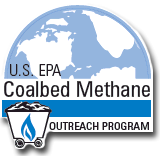 U.S. EPA
Coalbed Methane
OUTREACH PROGRAM